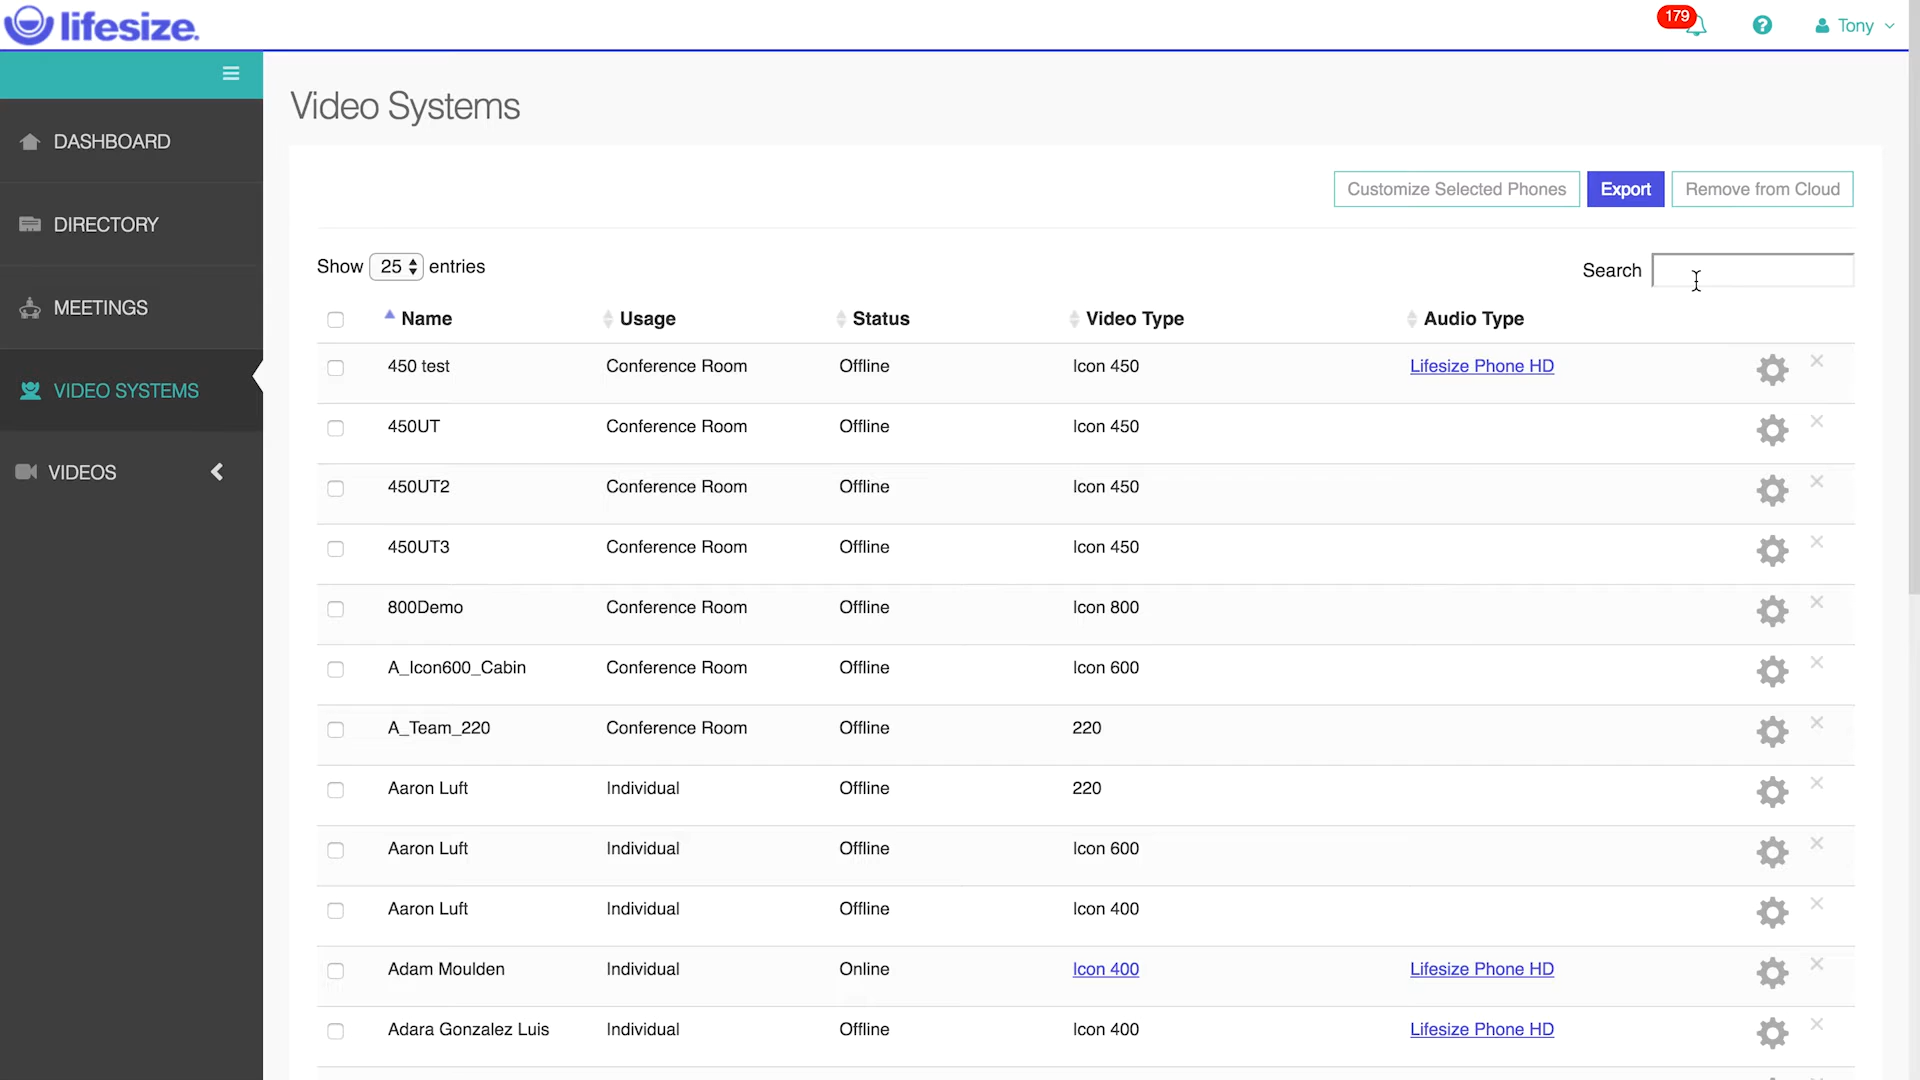 lifesize.
179
Tony
DASHBOARD
DIRECTORY
MEETINGS
VIDEO SYSTEMS
VIDEOS
Video Systems
Customize Selected Phones Export Remove from Cloud
Show 25 entries Search
Name Usage Status Video Type Audio Type
450 test Conference Room Offline Icon 450 Lifesize Phone HD
450UT Conference Room Offline Icon 450
450UT2 Conference Room Offline Icon 450
450UT3 Conference Room Offline Icon 450
800Demo Conference Room Offline Icon 800
A_Icon600_Cabin Conference Room Offline Icon 600
A_Team_220 Conference Room Offline 220
Aaron Luft Individual Offline 220
Aaron Luft Individual Offline Icon 600
Aaron Luft Individual Offline Icon 400
Adam Moulden Individual Online Icon 400 Lifesize Phone HD
Adara Gonzalez Luis Individual Offline Icon 400 Lifesize Phone HD